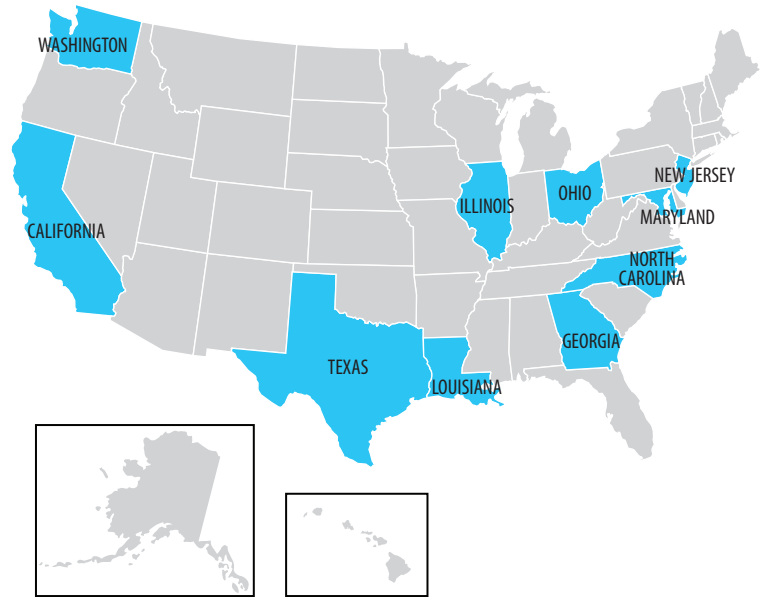 WASHINGTON
NEW JERSEY
OHIO
ILLINOIS
MARYLAND
CALIFORNIA
NORTH
CAROLINA
GEORGIA
TEXAS
LOUISIANA